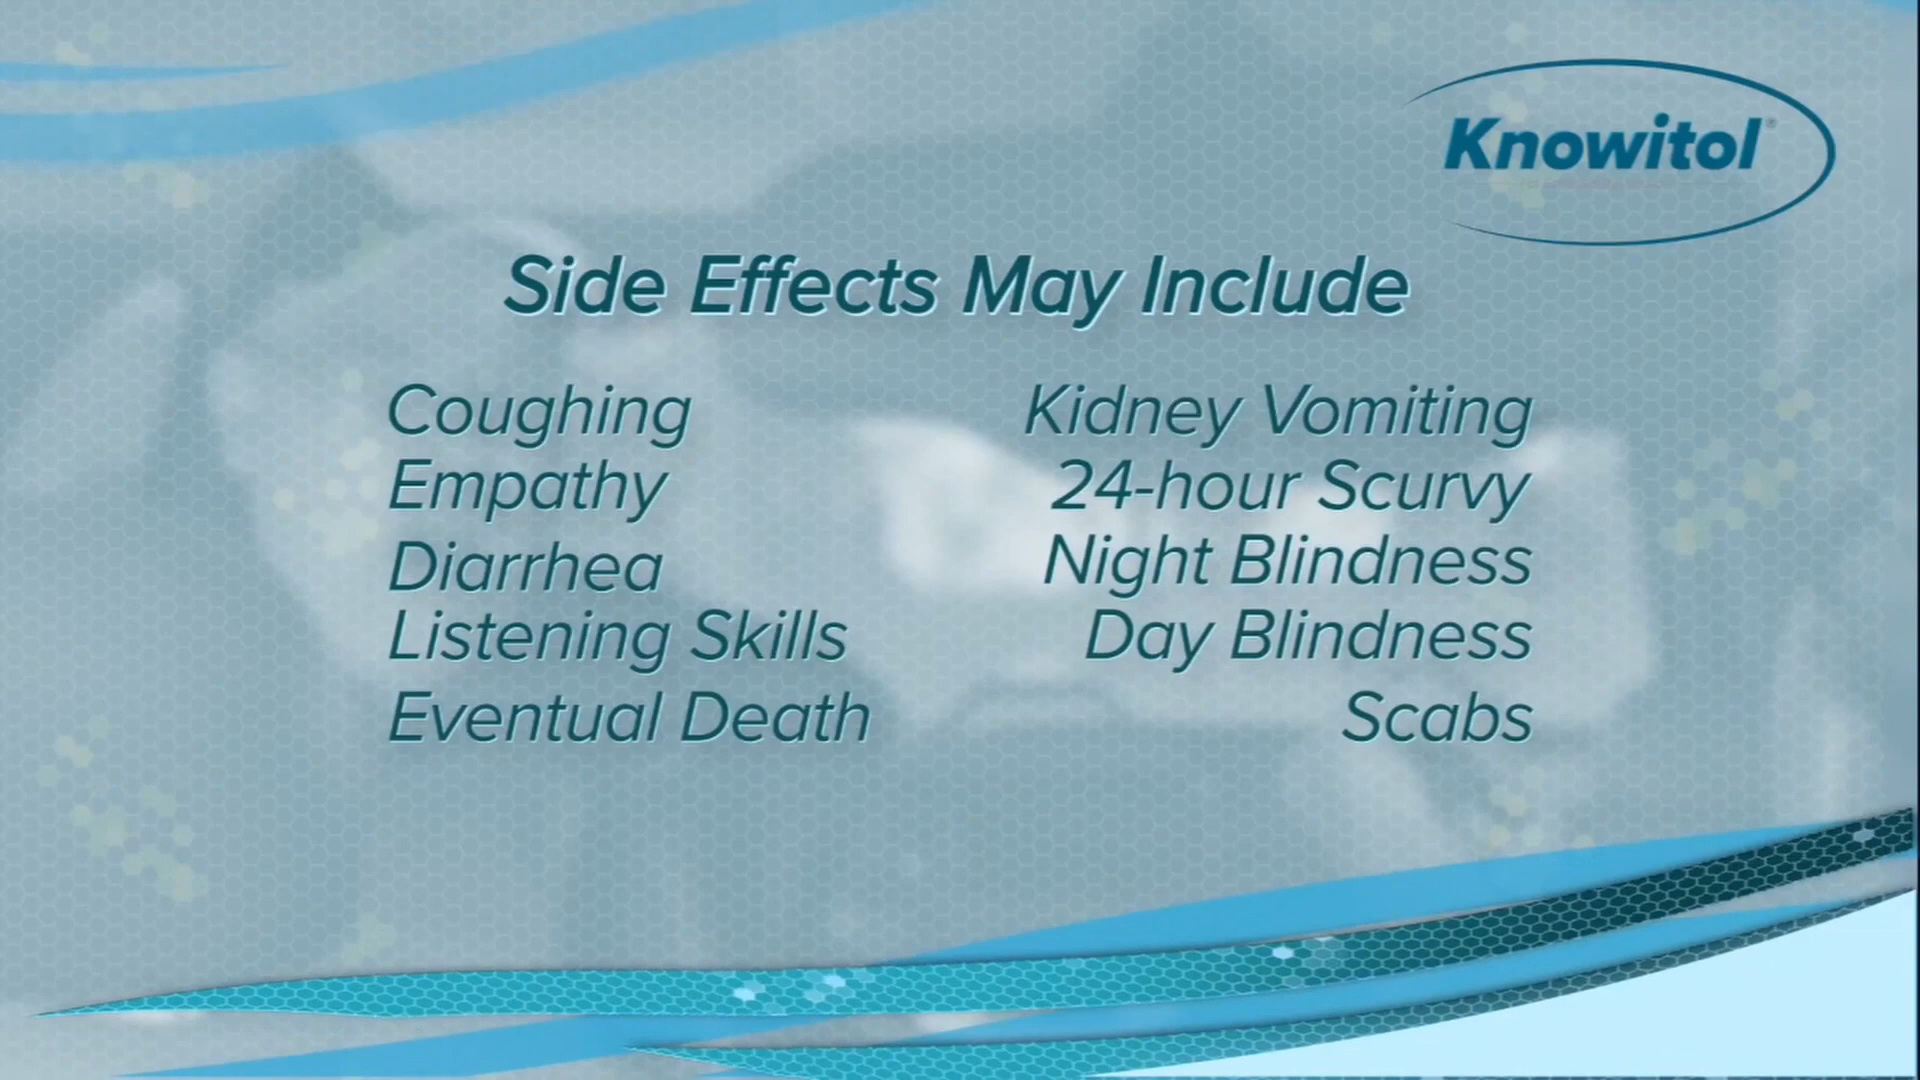 Knowitol®
Side Effects May Include
Coughing
Empathy
Diarrhea
Listening Skills
Eventual Death
Kidney Vomiting
24-hour Scurvy
Night Blindness
Day Blindness
Scabs